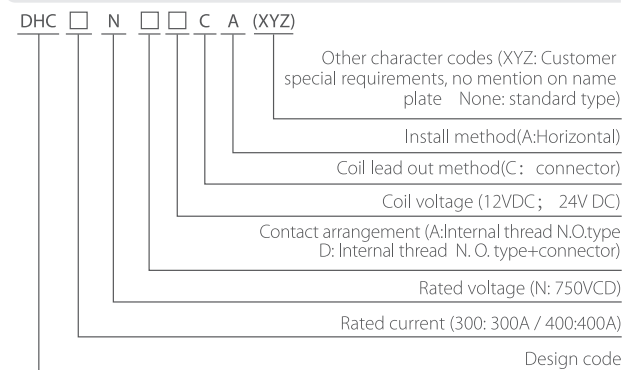 DHC □ N □ □ C A (XYZ)
Other character codes (XYZ: Customer
special requirements, no mention on name
plate None: standard type)
Install method(A:Horizontal)
Coil lead out method(C: connector)
Coil voltage (12VDC; 24V DC)
Contact arrangement (A:Internal thread N.O.type
D: Internal thread N. O. type+connector)
Rated voltage (N: 750VCD)
Rated current (300: 300A / 400:400A)
Design code